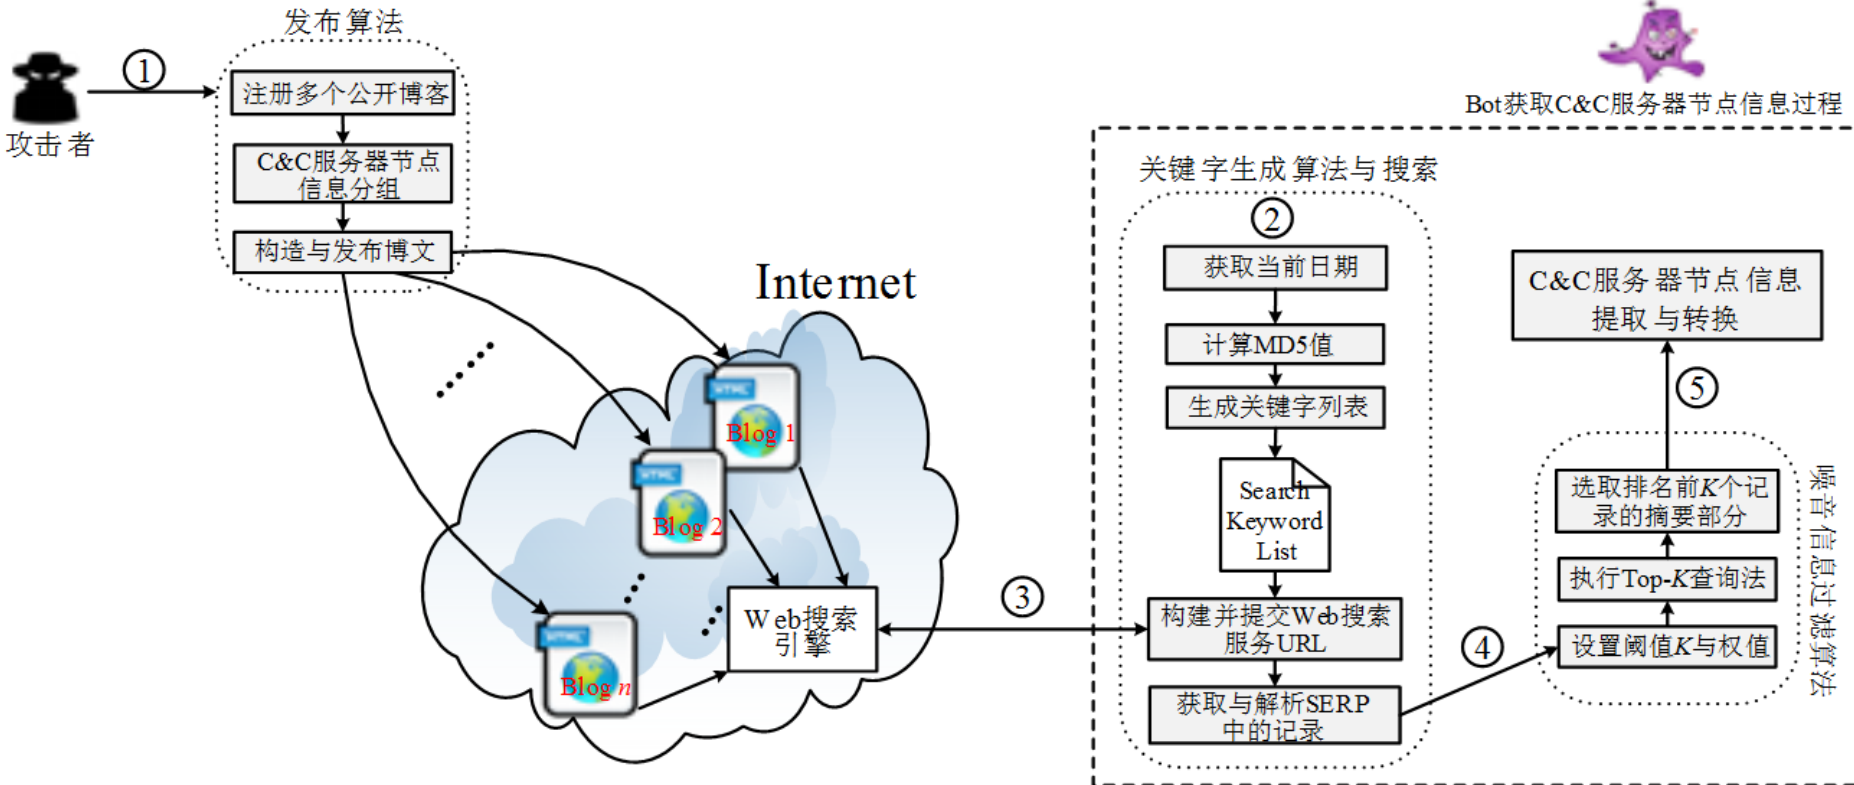 发布算法
①
攻击者
注册多个公开博客
C&C服务器节点
信息分组
构造与发布博文
Internet
HTML
Blog 1
HTML
Blog 2
HTML
Blog n
Web搜索
引擎
③
Bot获取C&C服务器节点信息过程
关键字生成算法与搜索
②
获取当前日期
计算MD5值
生成关键字列表
Search
Keyword
List
构建并提交Web搜索
服务URL
获取与解析SERP
中的记录
④
C&C服务器节点信息
提取与转换
⑤
选取排名前K个记
录的摘要部分
执行Top-K查询法
设置阈值K与权值
噪音信息过滤算法